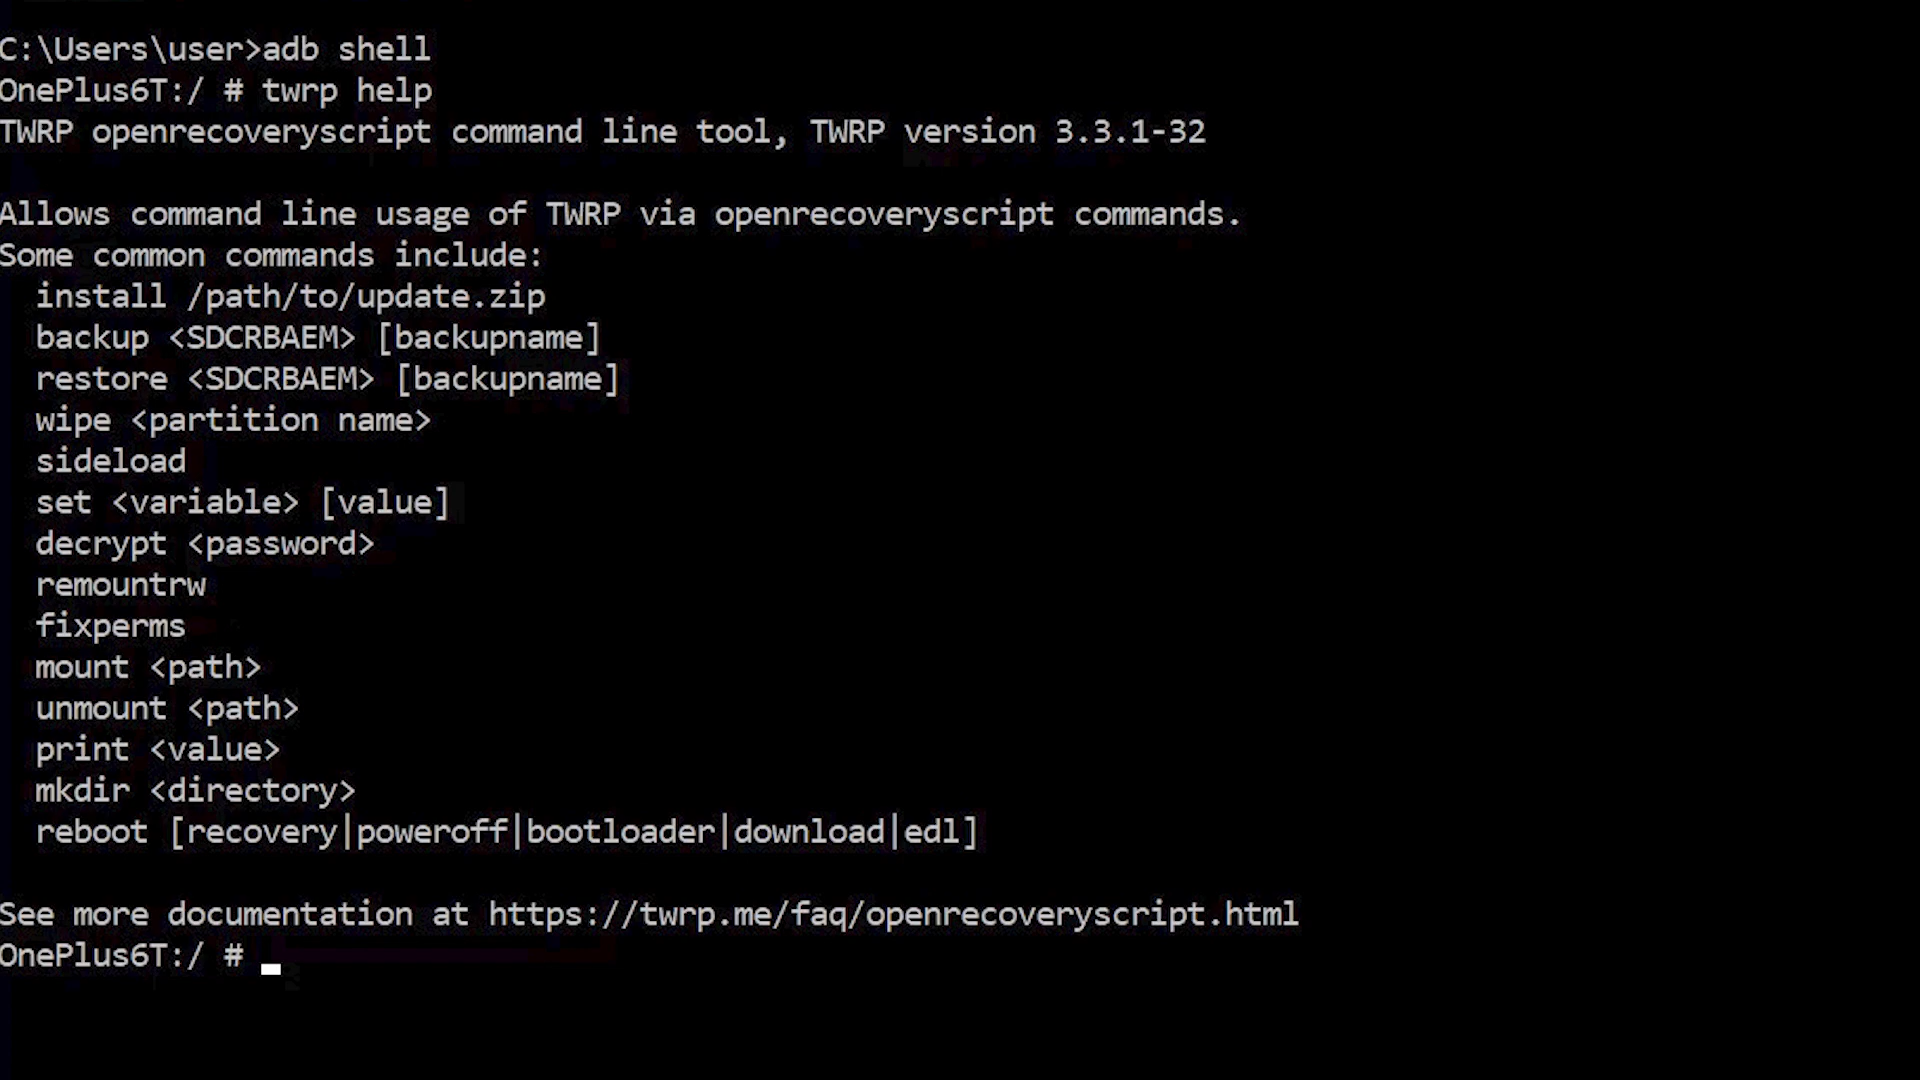 C:\Users\user>adb shell
OnePlus6T:/ # twrp help
TWRP openrecoveryscript command line tool, TWRP version 3.3.1-32
Allows command line usage of TWRP via openrecoveryscript commands.
Some common commands include:
install /path/to/update.zip
backup <SDCRBAEM> [backupname]
restore <SDCRBAEM> [backupname]
wipe <partition name>
sideload
set <variable> [value]
decrypt <password>
remountrw
fixperms
mount <path>
unmount <path>
print <value>
mkdir <directory>
reboot [recovery|poweroff|bootloader|download|edl]
See more documentation at https://twrp.me/faq/openrecoveryscript.html
OnePlus6T:/ # _